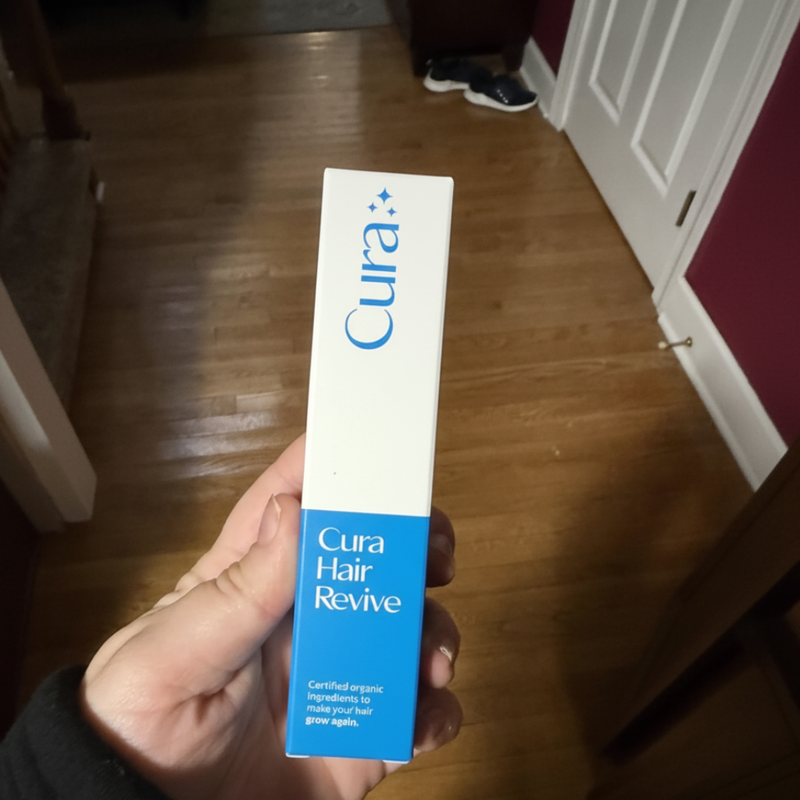 Cura
Cura
Hair
Revive
Certified organic
ingredients to
make your hair
grow again.